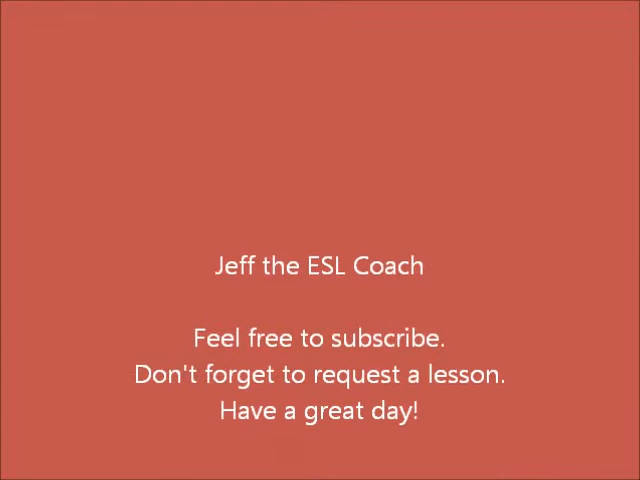 Jeff the ESL Coach
Feel free to subscribe.
Don't forget to request a lesson.
Have a great day!